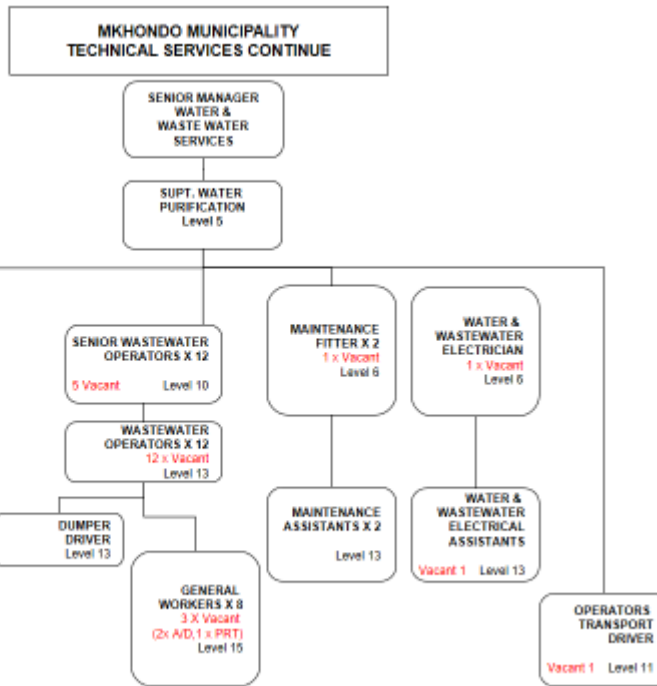 MKHONDO MUNICIPALITY
TECHNICAL SERVICES CONTINUE
SENIOR MANAGER
WATER &
WASTE WATER
SERVICES
SUPT. WATER
PURIFICATION
Level 5
SENIOR WASTEWATER
OPERATORS X 12
5 Vacant Level 10
MAINTENANCE
FITTER X 2
1 x Vacant
Level 6
WATER &
WASTEWATER
ELECTRICIAN
1 x Vacant
Level 6
WASTEWATER
OPERATORS X 12
12 x Vacant
Level 13
DUMPER
DRIVER
Level 13
MAINTENANCE
ASSISTANTS X 2
Level 13
WATER &
WASTEWATER
ELECTRICAL
ASSISTANTS
Vacant 1 Level 13
GENERAL
WORKERS X 8
3 X Vacant
(2x A/D,1 x PRT)
Level 15
OPERATORS
TRANSPORT
DRIVER
Vacant 1 Level 11